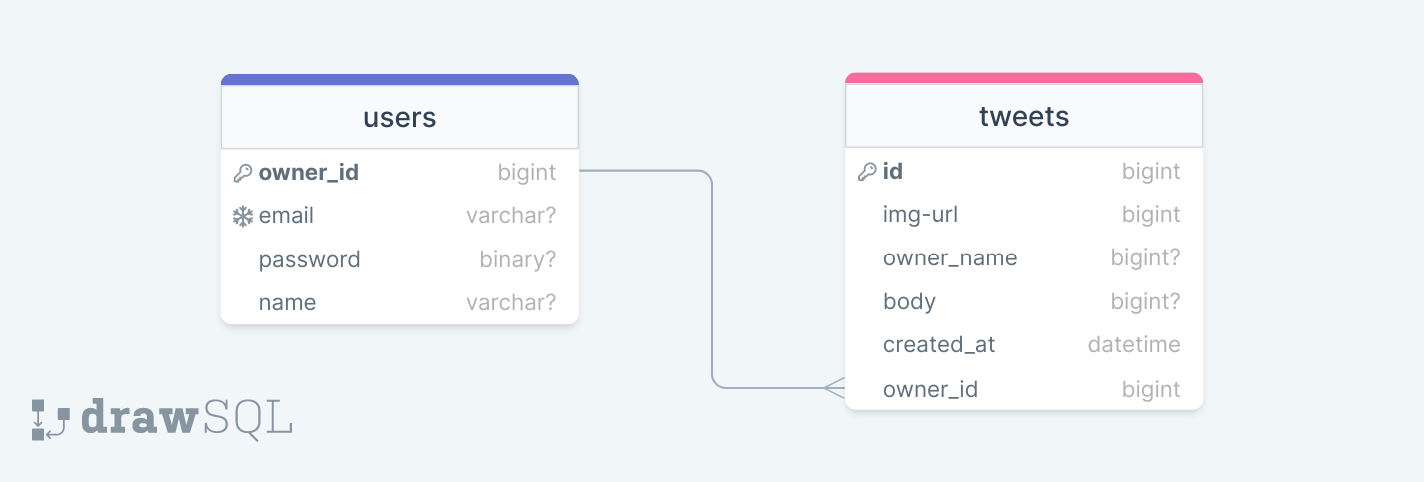 users
owner_id bigint
email varchar?
password binary?
name varchar?
tweets
id bigint
img-url bigint
owner_name bigint?
body bigint?
created_at datetime
owner_id bigint
drawSQL